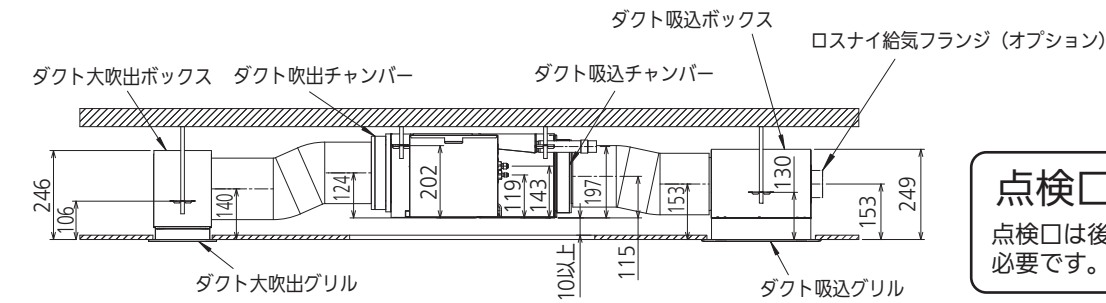 ダクト吸込ボックス
ロスナイ給気フランジ（オプション）
ダクト大吹出ボックス
ダクト吹出チャンバー
ダクト吸込チャンバー
246
106
140
124
202
119
143
197
10以上
115
153
130
153
249
ダクト大吹出グリル
ダクト吸込グリル
点検口
点検口は後
必要です。